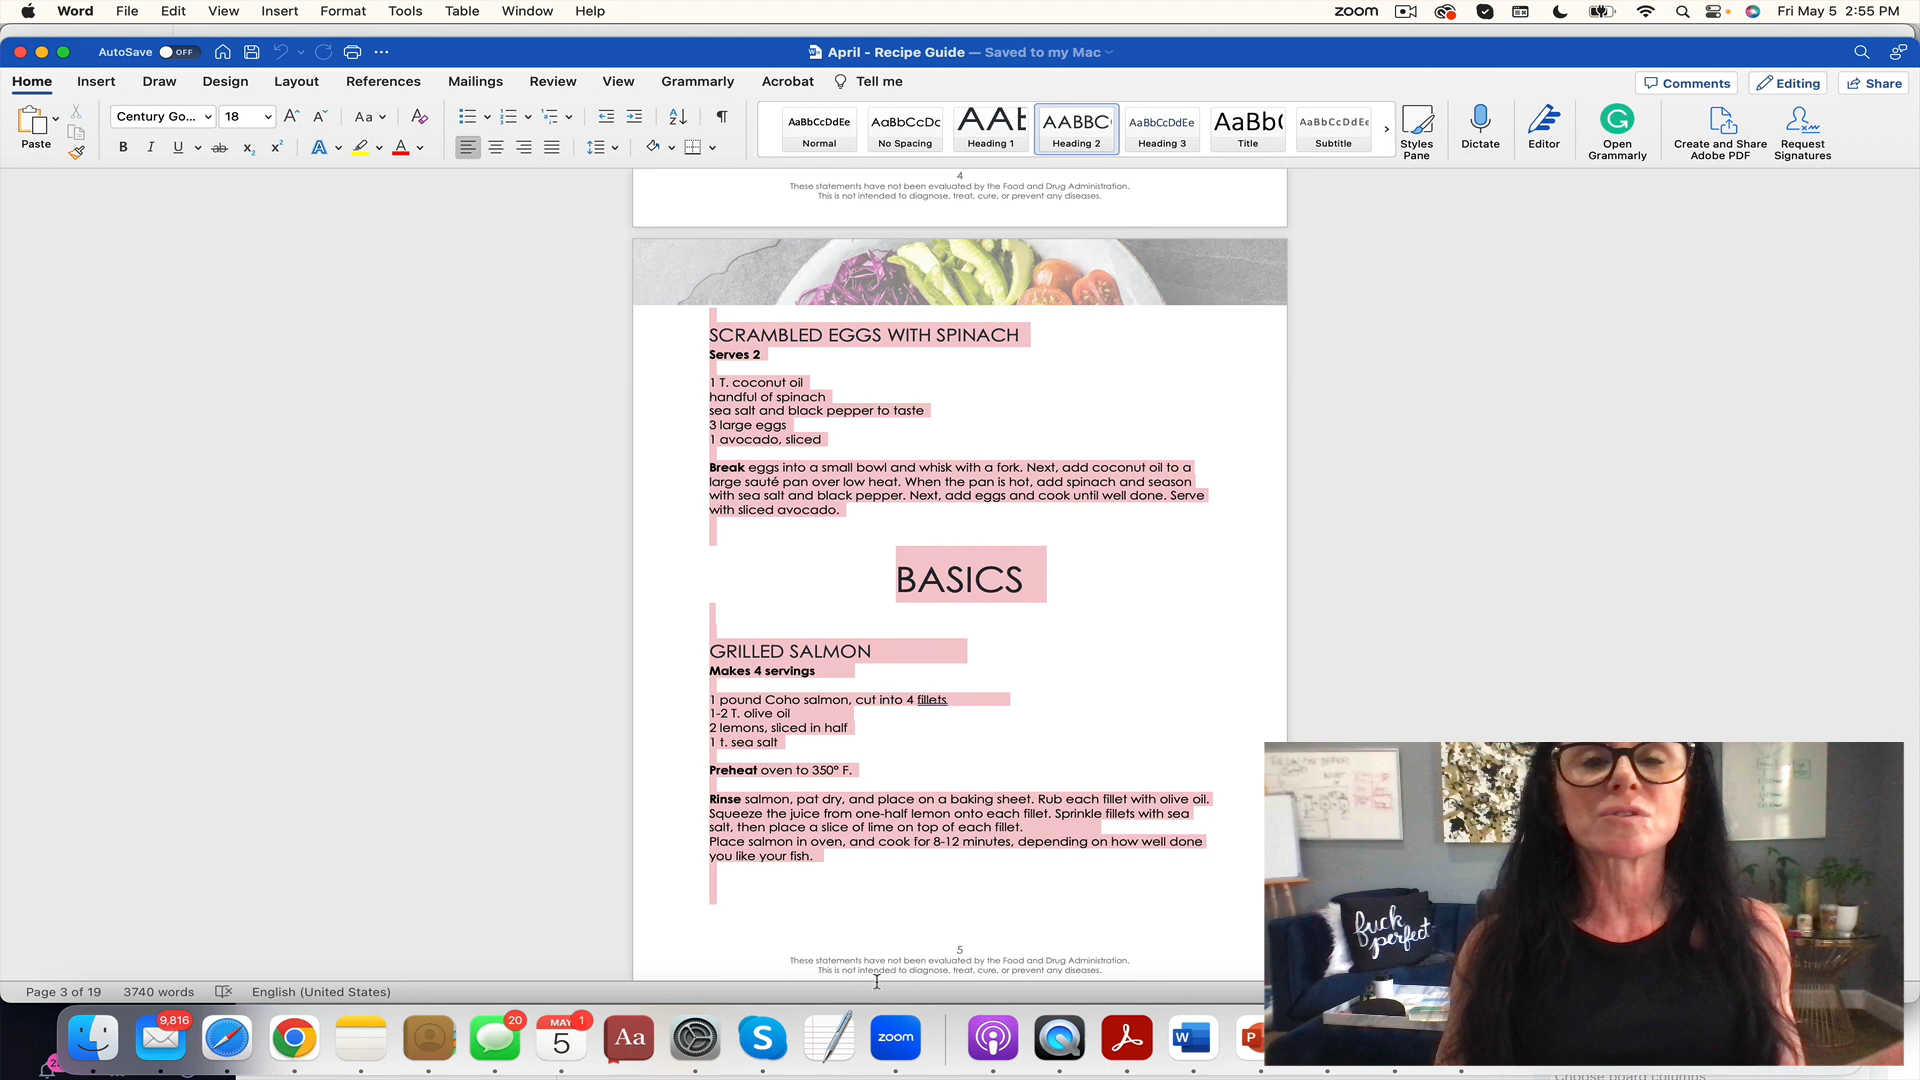 Word File Edit View Insert Format Tools Table Window Help zoom Fri May 5 2:55 PM
AutoSave OFF April - Recipe Guide — Saved to my Mac
Home Insert Draw Design Layout References Mailings Review View Grammarly Acrobat Tell me Comments Editing Share
Paste
Century Go... 18 Aa
B I U ab x₂ x² A A
AaBbCcDdEe AaBbCcDc AAE AABBC AaBbCcDdEe AaBb( AaBbCcDdEe
Normal No Spacing Heading 1 Heading 2 Heading 3 Title Subtitle
Styles Pane
Dictate
Editor
Open Grammarly
Create and Share Adobe PDF
Request Signatures
4
These statements have not been evaluated by the Food and Drug Administration.
This is not intended to diagnose, treat, cure, or prevent any diseases.
SCRAMBLED EGGS WITH SPINACH
Serves 2
1 T. coconut oil
handful of spinach
sea salt and black pepper to taste
3 large eggs
1 avocado, sliced
Break eggs into a small bowl and whisk with a fork. Next, add coconut oil to a
large sauté pan over low heat. When the pan is hot, add spinach and season
with sea salt and black pepper. Next, add eggs and cook until well done. Serve
with sliced avocado.
BASICS
GRILLED SALMON
Makes 4 servings
1 pound Coho salmon, cut into 4 fillets
1-2 T. olive oil
2 lemons, sliced in half
1 t. sea salt
Preheat oven to 350° F.
Rinse salmon, pat dry, and place on a baking sheet. Rub each fillet with olive oil.
Squeeze the juice from one-half lemon onto each fillet. Sprinkle fillets with sea
salt, then place a slice of lime on top of each fillet.
Place salmon in oven, and cook for 8-12 minutes, depending on how well done
you like your fish.
5
These statements have not been evaluated by the Food and Drug Administration.
This is not intended to diagnose, treat, cure, or prevent any diseases.
fuck
perfect
Page 3 of 19 3740 words English (United States)
9,816
20
MAY 1
5
Aa
zoom
W
P
Choose board columns